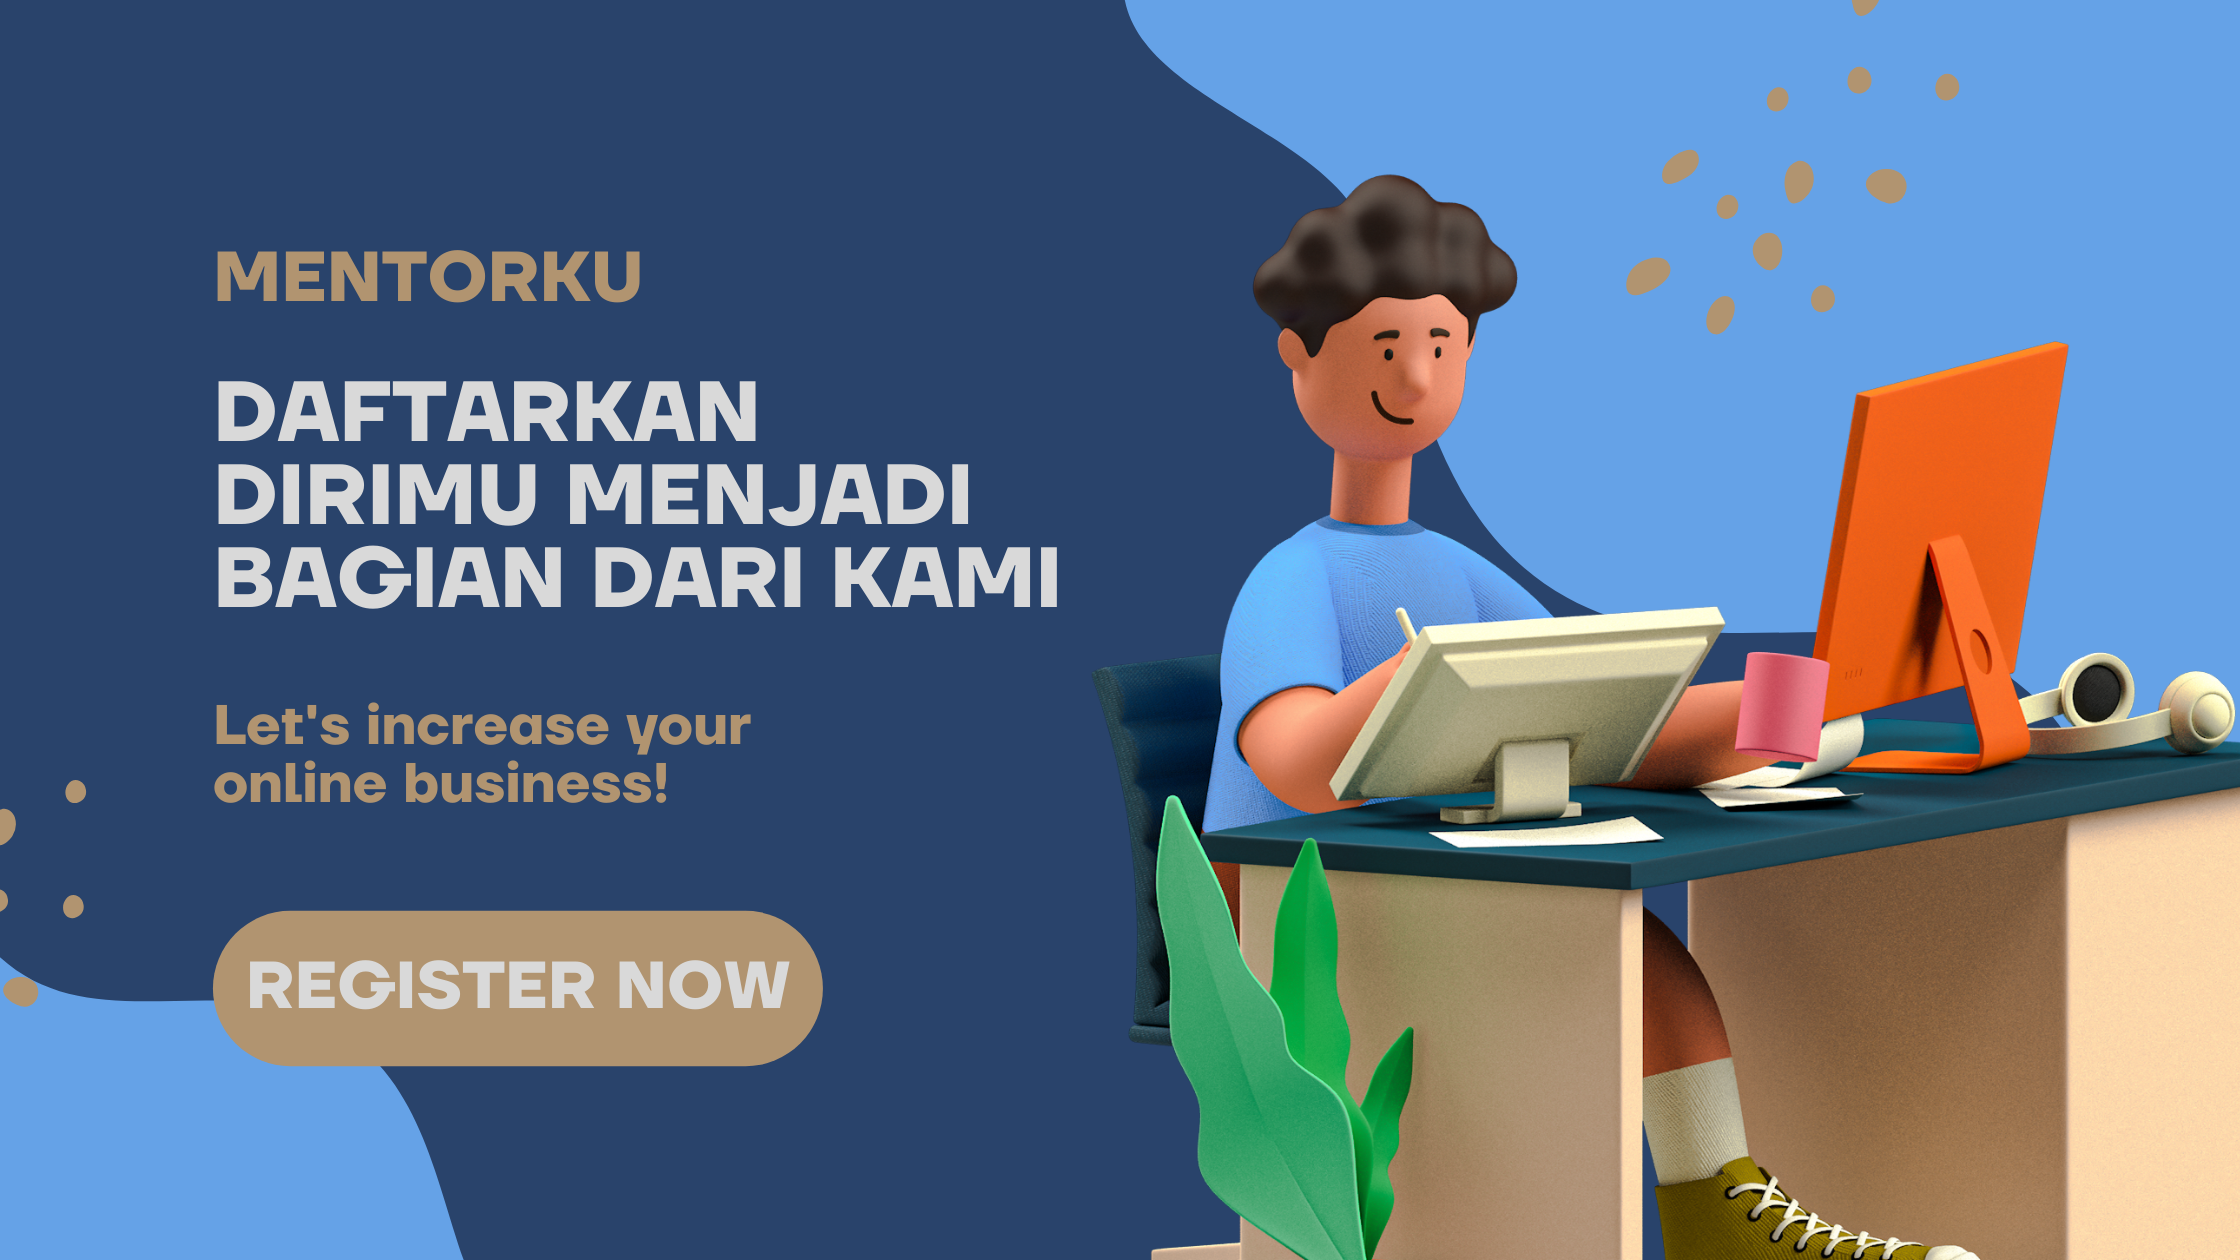 MENTORKU
DAFTARKAN
DIRIMU MENJADI
BAGIAN DARI KAMI
Let's increase your
online business!
REGISTER NOW